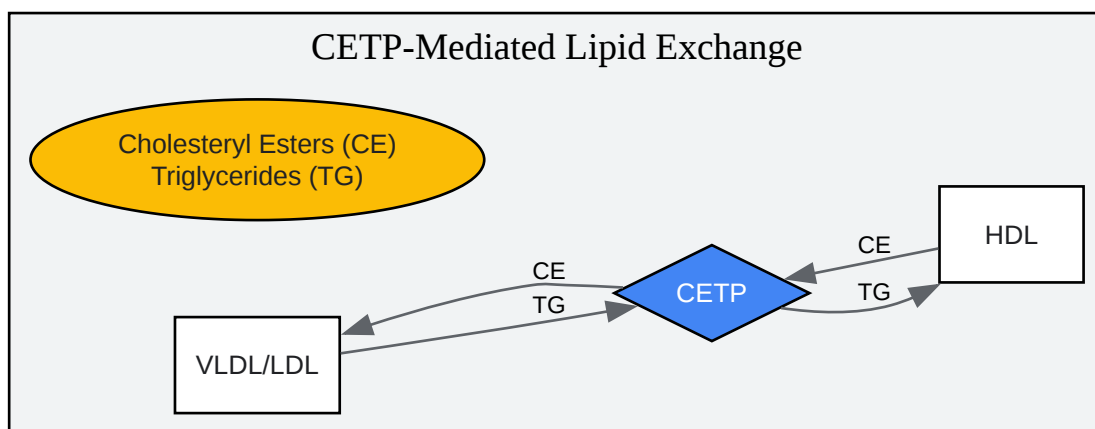 CETP-Mediated Lipid Exchange
Cholesteryl Esters (CE)
Triglycerides (TG)
HDL
CE
TG
CETP
CE
TG
VLDL/LDL